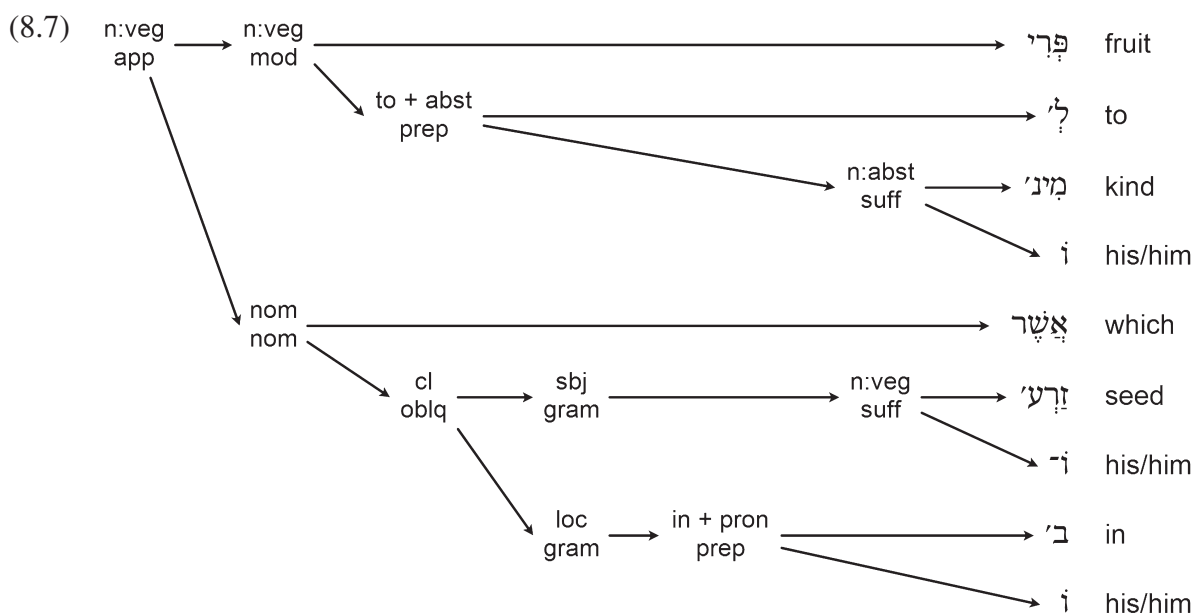 (8.7) n:veg app n:veg mod פְּרִי fruit
to + abst prep לְ׳ to
n:abst suff מִינ׳ kind
וֹ his/him
nom nom אֲשֶׁר which
cl oblq sbj gram n:veg suff זַרְע׳ seed
וֹ־ his/him
loc gram in + pron prep ב׳ in
וֹ his/him